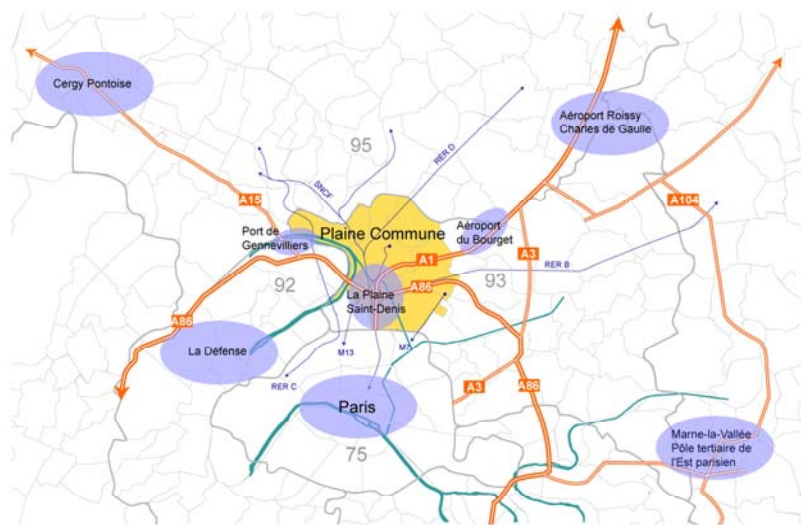 Cergy Pontoise
Aéroport Roissy
Charles de Gaulle
95
RER D
SNCF
A15
A104
Port de
Gennevilliers
Plaine Commune
Aéroport
du Bourget
A1
A3
RER B
92
La Plaine
Saint-Denis
A86
93
A86
La Défense
M13
M7
RER C
A3
A86
Paris
75
Marne-la-Vallée
Pôle tertiaire de
l'Est parisien